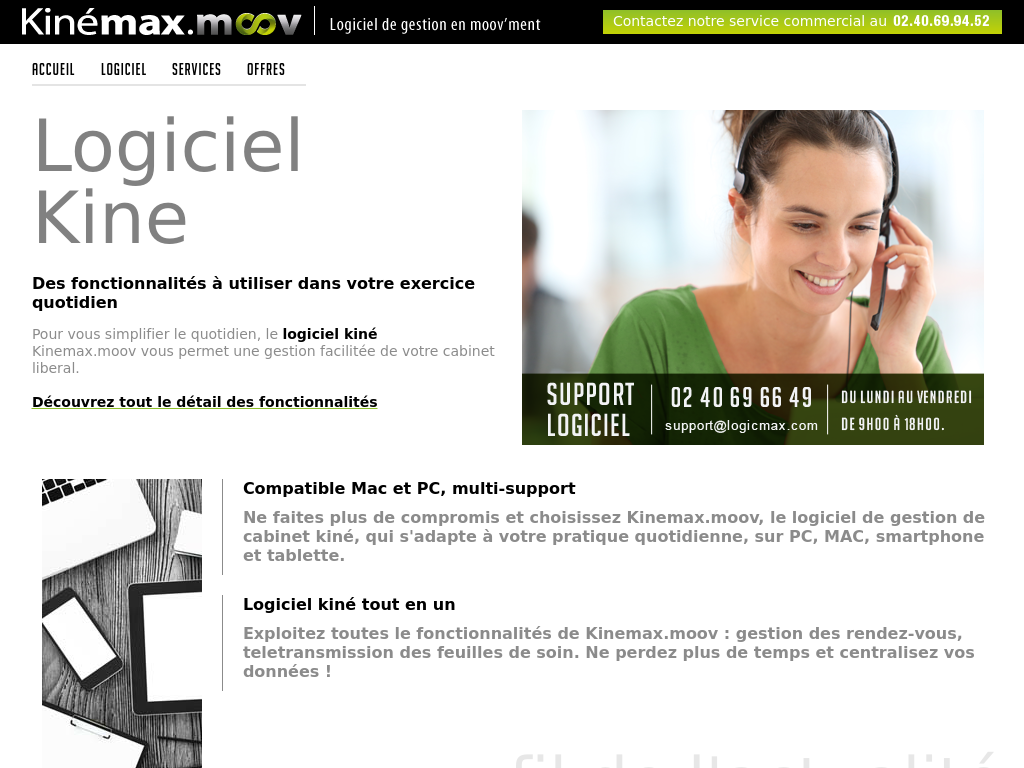 Kinémax.moov
Logiciel de gestion en moov'ment
Contactez notre service commercial au 02.40.69.94.52
ACCUEIL LOGICIEL SERVICES OFFRES
Logiciel
Kine
Des fonctionnalités à utiliser dans votre exercice
quotidien
Pour vous simplifier le quotidien, le logiciel kiné
Kinemax.moov vous permet une gestion facilitée de votre cabinet
liberal.
Découvrez tout le détail des fonctionnalités
SUPPORT
LOGICIEL
02 40 69 66 49
support@logicmax.com
DU LUNDI AU VENDREDI
DE 9H00 À 18H00.
Compatible Mac et PC, multi-support
Ne faites plus de compromis et choisissez Kinemax.moov, le logiciel de gestion de
cabinet kiné, qui s'adapte à votre pratique quotidienne, sur PC, MAC, smartphone
et tablette.
Logiciel kiné tout en un
Exploitez toutes le fonctionnalités de Kinemax.moov : gestion des rendez-vous,
teletransmission des feuilles de soin. Ne perdez plus de temps et centralisez vos
données !
fil de l'actualité